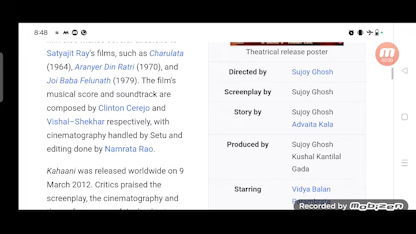 8:48
Satyajit Ray's films, such as Charulata
(1964), Aranyer Din Ratri (1970), and
Joi Baba Felunath (1979). The film's
musical score and soundtrack are
composed by Clinton Cerejo and
Vishal–Shekhar respectively, with
cinematography handled by Setu and
editing done by Namrata Rao.
Kahaani was released worldwide on 9
March 2012. Critics praised the
screenplay, the cinematography and
Theatrical release poster
Directed by Sujoy Ghosh
Screenplay by Sujoy Ghosh
Story by Sujoy Ghosh
Advaita Kala
Produced by Sujoy Ghosh
Kushal Kantilal
Gada
Starring Vidya Balan
Recorded by Mobizen